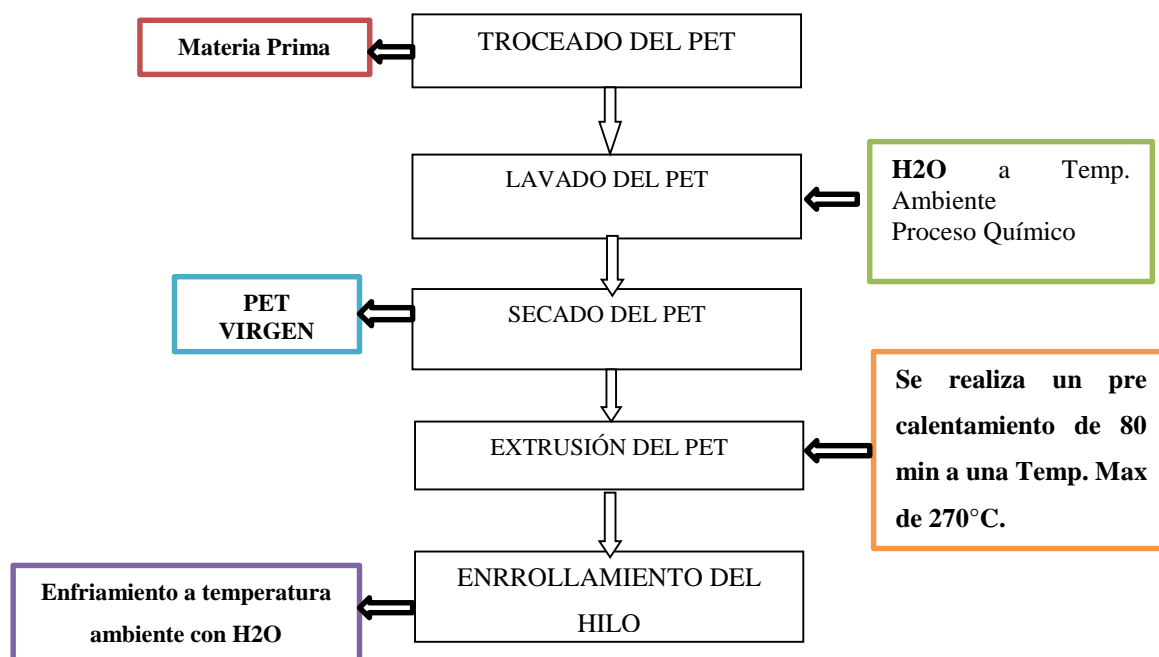 Materia Prima
TROCEADO DEL PET
LAVADO DEL PET
H2O a Temp.
Ambiente
Proceso Químico
PET
VIRGEN
SECADO DEL PET
Se realiza un pre
calentamiento de 80
min a una Temp. Max
de 270°C.
EXTRUSIÓN DEL PET
Enfriamiento a temperatura
ambiente con H2O
ENRROLLAMIENTO DEL
HILO